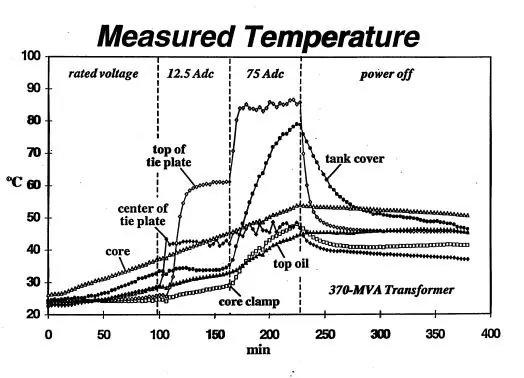 Measured Temperature
100
90
80
70
60
50
40
30
20
°C
rated voltage
12.5 Adc
75 Adc
power off
top of
tie plate
tank cover
center of
tie plate
core
top oil
core clamp
370-MVA Transformer
0 50 100 150 200 250 300 350 400
min